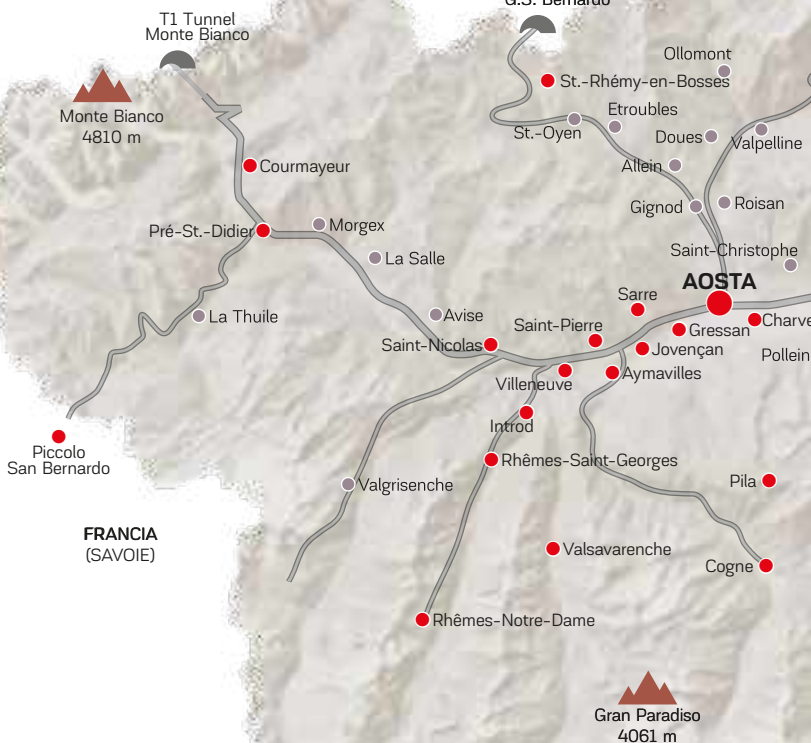 G.S. Bernardo
T1 Tunnel
Monte Bianco
Ollomont
St.-Rhémy-en-Bosses
Monte Bianco
4810 m
Etroubles
St.-Oyen
Doues
Valpelline
Courmayeur
Allein
Roisan
Gignod
Morgex
Pré-St.-Didier
Saint-Christophe
La Salle
AOSTA
Sarre
La Thuile
Avise
Saint-Pierre
Charve
Gressan
Saint-Nicolas
Jovençan
Pollein
Aymavilles
Villeneuve
Introd
Piccolo
San Bernardo
Rhêmes-Saint-Georges
Pila
Valgrisenche
FRANCIA
(SAVOIE)
Valsavarenche
Cogne
Rhêmes-Notre-Dame
Gran Paradiso
4061 m